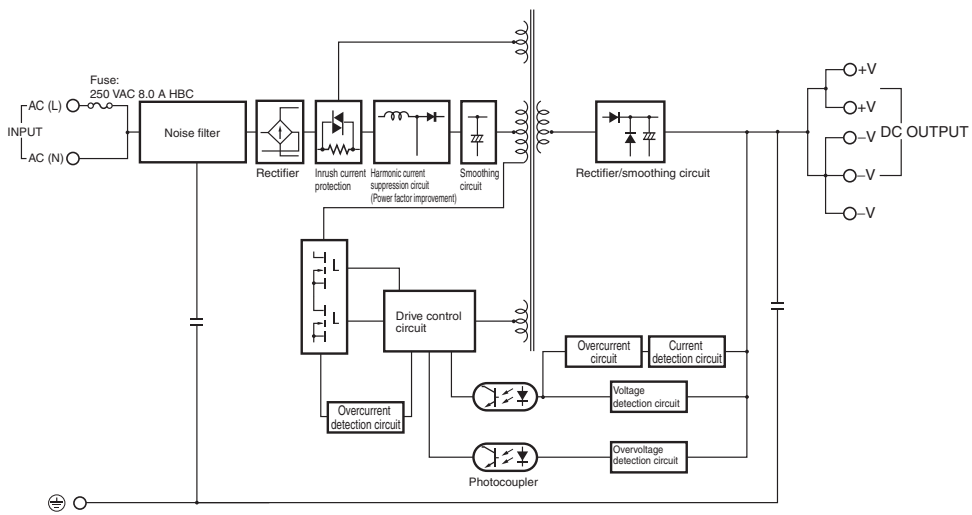 Fuse:
250 VAC 8.0 A HBC
AC (L)
INPUT
AC (N)
Noise filter
Rectifier
Inrush current
protection
Harmonic current
suppression circuit
(Power factor improvement)
Smoothing
circuit
Rectifier/smoothing circuit
+V
+V
−V
DC OUTPUT
−V
−V
Drive control
circuit
Overcurrent
detection circuit
Overcurrent
circuit
Current
detection circuit
Voltage
detection circuit
Overvoltage
detection circuit
Photocoupler